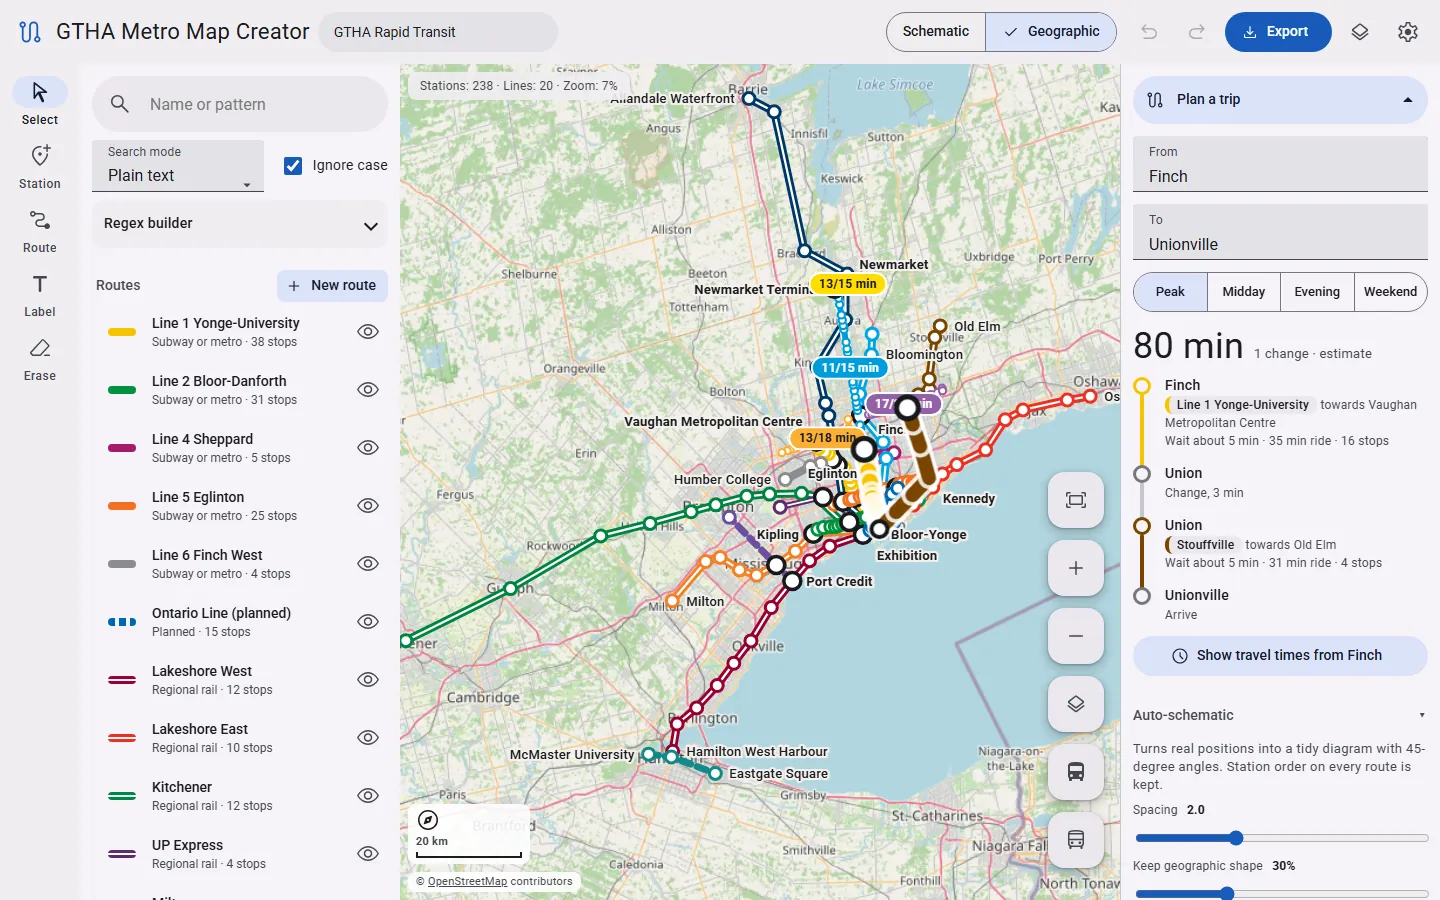 GTHA Metro Map Creator
GTHA Rapid Transit
Schematic
Geographic
Export
Select
Station
Route
Label
Erase
Name or pattern
Search mode
Plain text
Ignore case
Regex builder
Routes
New route
Line 1 Yonge-University
Subway or metro · 38 stops
Line 2 Bloor-Danforth
Subway or metro · 31 stops
Line 4 Sheppard
Subway or metro · 5 stops
Line 5 Eglinton
Subway or metro · 25 stops
Line 6 Finch West
Subway or metro · 4 stops
Ontario Line (planned)
Planned · 15 stops
Lakeshore West
Regional rail · 12 stops
Lakeshore East
Regional rail · 10 stops
Kitchener
Regional rail · 12 stops
UP Express
Regional rail · 4 stops
Stations: 238 · Lines: 20 · Zoom: 7%
Barrie
Lake Simcoe
Allandale Waterfront
Angus
Innisfil
Sutton
Keswick
Alliston
Newmarket
Uxbridge
Port Perry
Shelburne
Beeton
Newmarket
13/15 min
Tottenham
Old Elm
Bloomington
Orangeville
11/15 min
Bolton
17/
min
Vaughan Metropolitan Centre
Finc
13/18 min
Erin
Eglinton
Humber College
Kennedy
Fergus
Kipling
Bloor-Yonge
Rockwoo
Exhibition
Port Credit
Milton
Cambridge
McMaster University
Hamilton West Harbour
Eastgate Square
Niagara-on-
the-Lake
Paris
Grimsby
St. Catharines
Brantford
Smithville
Niagara Fal
Caledonia
Fonthill
North Tonaw
20 km
© OpenStreetMap contributors
Plan a trip
From
Finch
To
Unionville
Peak
Midday
Evening
Weekend
80 min
1 change · estimate
Finch
Line 1 Yonge-University towards Vaughan
Metropolitan Centre
Wait about 5 min · 35 min ride · 16 stops
Union
Change, 3 min
Union
Stouffville towards Old Elm
Wait about 5 min · 31 min ride · 4 stops
Unionville
Arrive
Show travel times from Finch
Auto-schematic
Turns real positions into a tidy diagram with 45-
degree angles. Station order on every route is
kept.
Spacing 2.0
Keep geographic shape 30%